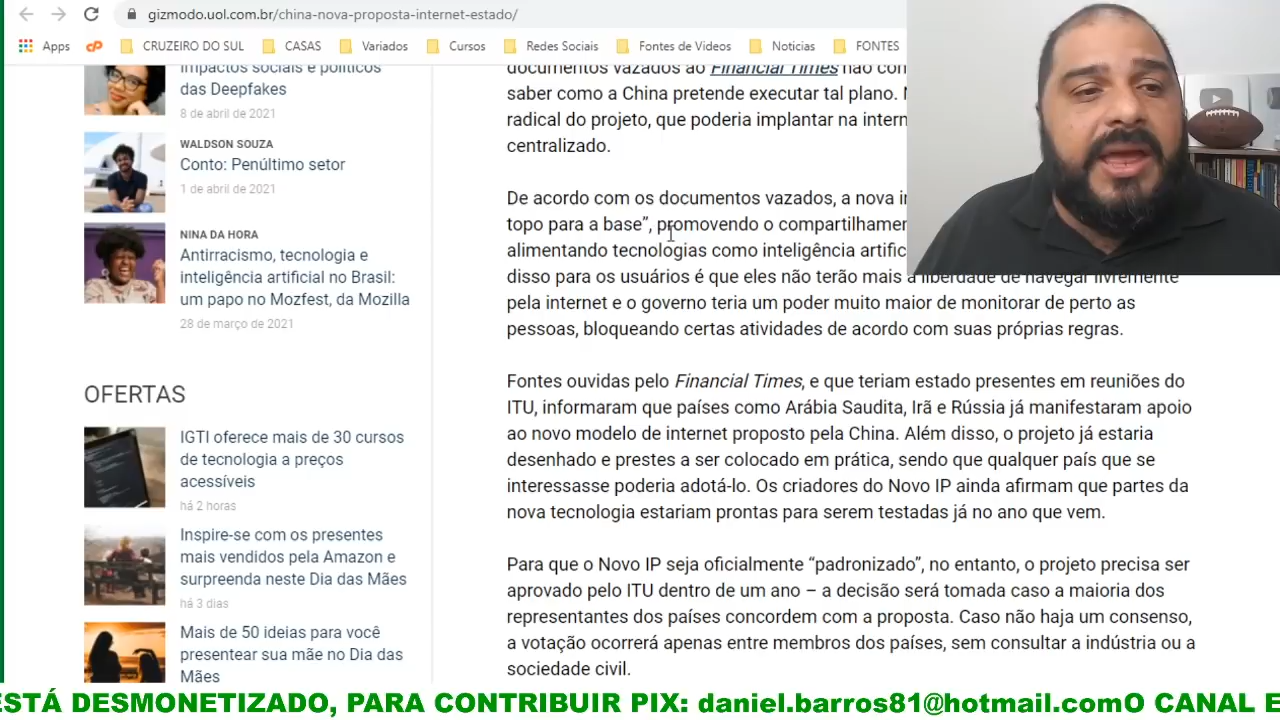 gizmodo.uol.com.br/china-nova-proposta-internet-estado/
Apps CRUZEIRO DO SUL CASAS Variados Cursos Redes Sociais Fontes de Videos Noticias FONTES
Impactos sociais e políticos
das Deepfakes
8 de abril de 2021
WALDSON SOUZA
Conto: Penúltimo setor
1 de abril de 2021
NINA DA HORA
Antirracismo, tecnologia e
inteligência artificial no Brasil:
um papo no Mozfest, da Mozilla
28 de março de 2021
OFERTAS
IGTI oferece mais de 30 cursos
de tecnologia a preços
acessíveis
há 2 horas
Inspire-se com os presentes
mais vendidos pela Amazon e
surpreenda neste Dia das Mães
há 3 dias
Mais de 50 ideias para você
presentear sua mãe no Dia das
Mães
documentos vazados ao Financial Times não
saber como a China pretende executar tal plano.
radical do projeto, que poderia implantar na
centralizado.
De acordo com os documentos vazados, a nova
topo para a base”, promovendo o
alimentando tecnologias como inteligência
disso para os usuários é que eles não terão mais a liberdade de navegar livremente
pela internet e o governo teria um poder muito maior de monitorar de perto as
pessoas, bloqueando certas atividades de acordo com suas próprias regras.
Fontes ouvidas pelo Financial Times, e que teriam estado presentes em reuniões do
ITU, informaram que países como Arábia Saudita, Irã e Rússia já manifestaram apoio
ao novo modelo de internet proposto pela China. Além disso, o projeto já estaria
desenhado e prestes a ser colocado em prática, sendo que qualquer país que se
interessasse poderia adotá-lo. Os criadores do Novo IP ainda afirmam que partes da
nova tecnologia estariam prontas para serem testadas já no ano que vem.
Para que o Novo IP seja oficialmente “padronizado”, no entanto, o projeto precisa ser
aprovado pelo ITU dentro de um ano – a decisão será tomada caso a maioria dos
representantes dos países concordem com a proposta. Caso não haja um consenso,
a votação ocorrerá apenas entre membros dos países, sem consultar a indústria ou a
sociedade civil.
ESTÁ DESMONETIZADO, PARA CONTRIBUIR PIX: daniel.barros81@hotmail.comO CANAL E